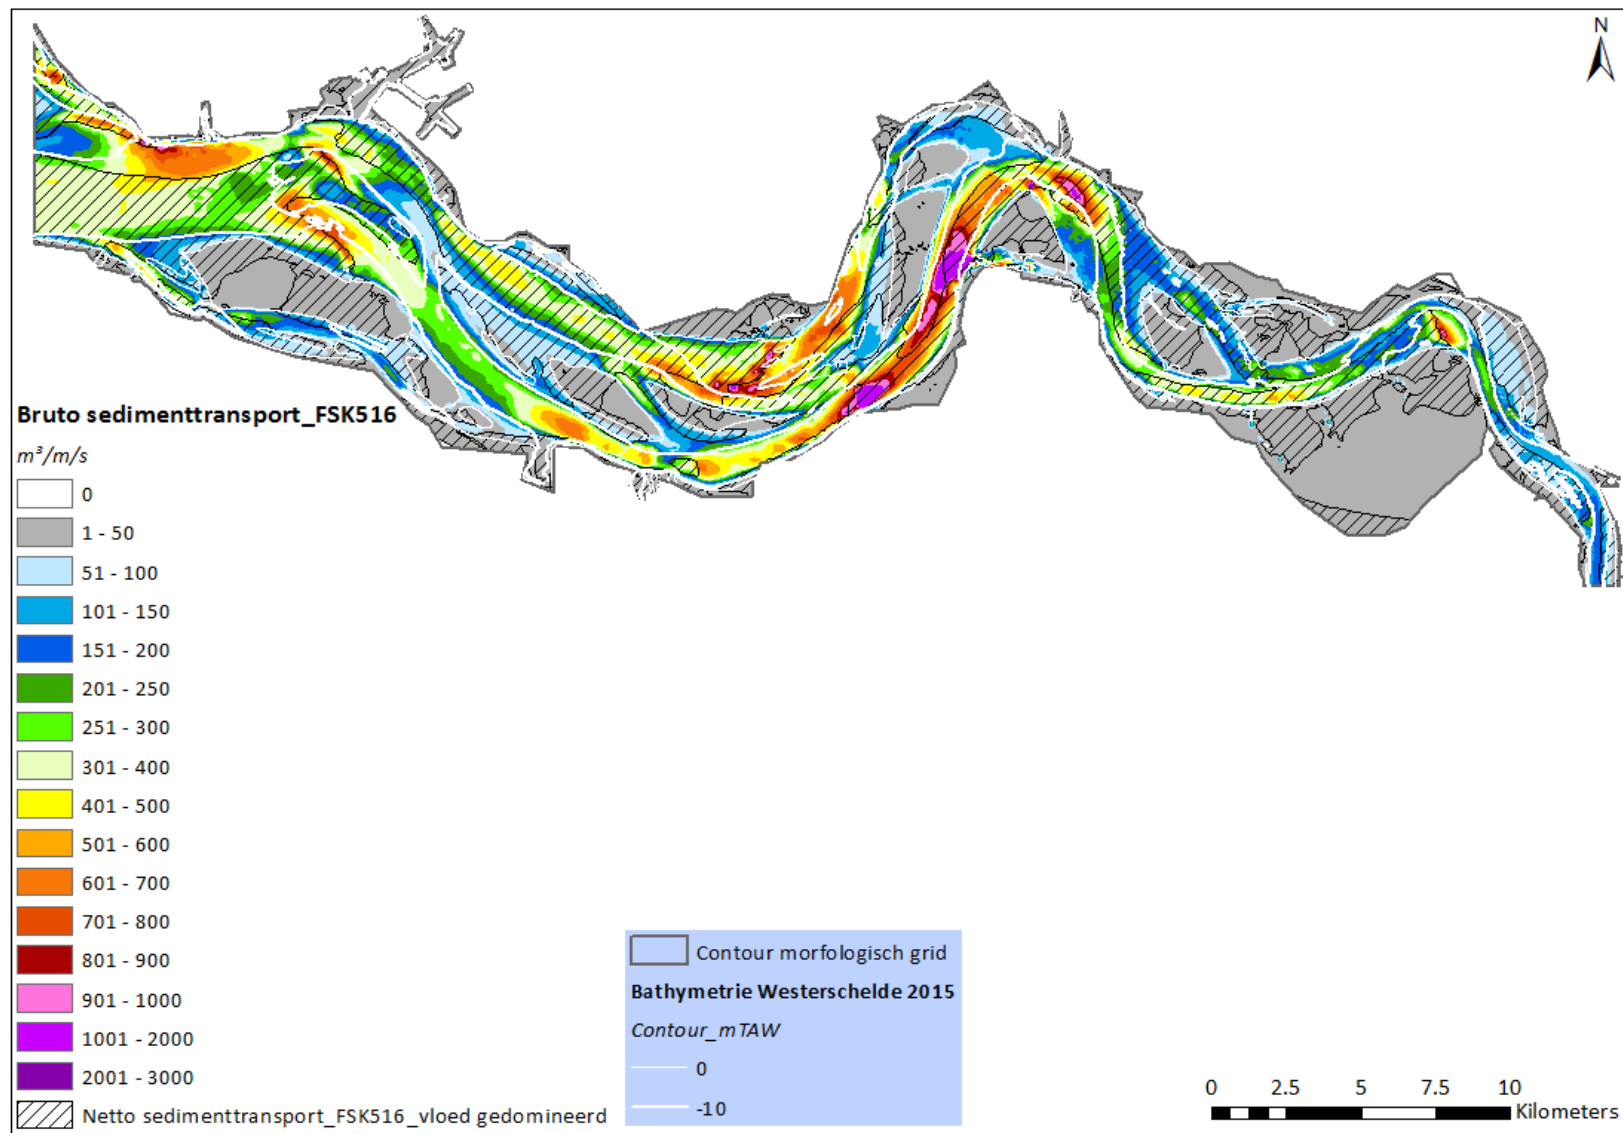 N
Bruto sedimenttransport_FSK516
m³/m/s
0
1 - 50
51 - 100
101 - 150
151 - 200
201 - 250
251 - 300
301 - 400
401 - 500
501 - 600
601 - 700
701 - 800
801 - 900
901 - 1000
1001 - 2000
2001 - 3000
Netto sedimenttransport_FSK516_vloed gedomineerd
Contour morfologisch grid
Bathymetrie Westerschelde 2015
Contour_mTAW
0
-10
0 2.5 5 7.5 10
Kilometers